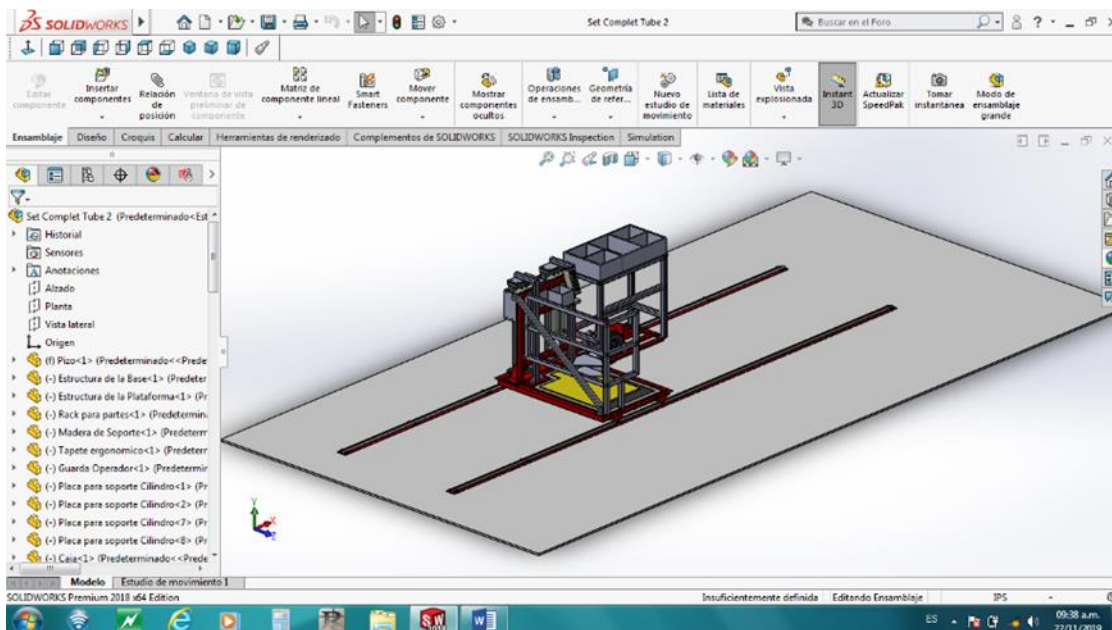 SOLIDWORKS
Set Complet Tube 2
Buscar en el Foro
Editar componente
Insertar componentes
Relación de posición
Ventana de vista preliminar de componente
Matriz de componente lineal
Smart Fasteners
Mover componente
Mostrar componentes ocultos
Operaciones de ensamb...
Geometría de refer...
Nuevo estudio de movimiento
Lista de materiales
Vista explosionada
Instant 3D
Actualizar SpeedPak
Tomar instantánea
Modo de ensamblaje grande
Ensamblaje Diseño Croquis Calcular Herramientas de renderizado Complementos de SOLIDWORKS SOLIDWORKS Inspection Simulation
Set Complet Tube 2 (Predeterminado<Est
Historial
Sensores
Anotaciones
Alzado
Planta
Vista lateral
Origen
(f) Pizo<1> (Predeterminado<<Prede
(-) Estructura de la Base<1> (Predeter
(-) Estructura de la Plataforma<1> (Pr
(-) Rack para partes<1> (Predetermin
(-) Madera de Soporte<1> (Predeterm
(-) Tapete ergonomico<1> (Predeterr
(-) Guarda Operador<1> (Predetermir
(-) Placa para soporte Cilindro<1> (Pr
(-) Placa para soporte Cilindro<2> (Pr
(-) Placa para soporte Cilindro<7> (Pr
(-) Placa para soporte Cilindro<8> (Pr
(-) Caja<1> (Predeterminado<<Prede
Y
X
Z
Modelo Estudio de movimiento 1
SOLIDWORKS Premium 2018 x64 Edition
Insuficientemente definida Editando Ensamblaje IPS
ES 09:38 a.m.
22/11/2019